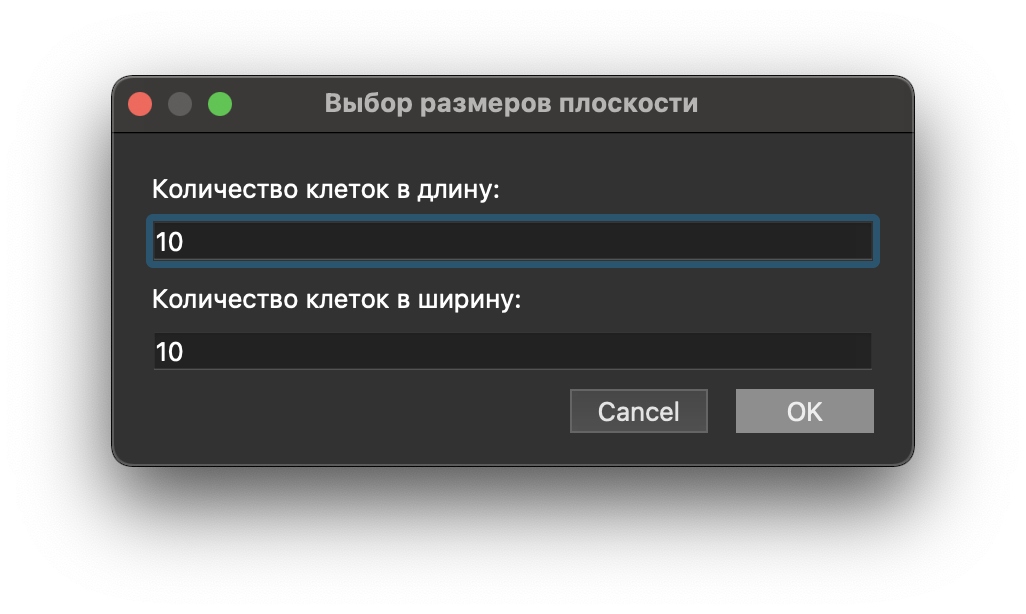 Выбор размеров плоскости
Количество клеток в длину:
10
Количество клеток в ширину:
10
Cancel OK